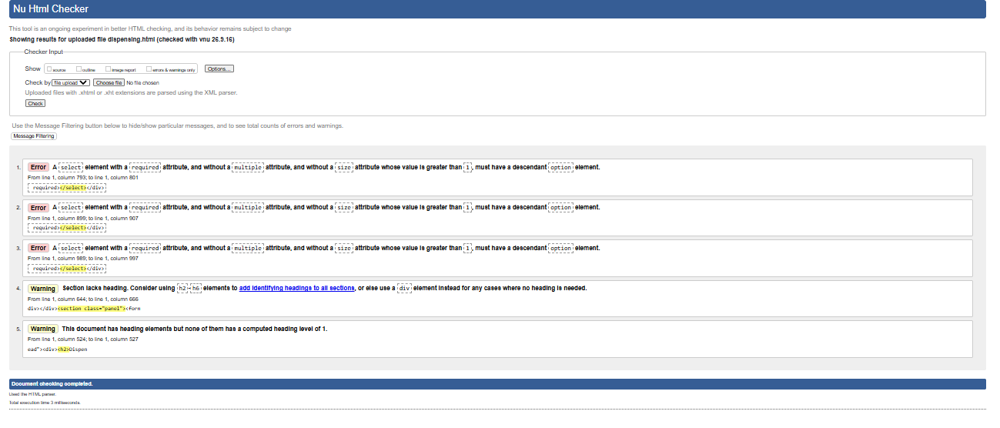 Nu Html Checker
This tool is an ongoing experiment in better HTML checking, and its behavior remains subject to change
Showing results for uploaded file dispensing.html (checked with vnu 26.5.16)
Checker Input
Show source outline image report errors & warnings only Options...
Check by file upload Choose file No file chosen
Uploaded files with .xhtml or .xht extensions are parsed using the XML parser.
Check
Use the Message Filtering button below to hide/show particular messages, and to see total counts of errors and warnings.
Message Filtering
1. Error A select element with a required attribute, and without a multiple attribute, and without a size attribute whose value is greater than 1, must have a descendant option element.
From line 1, column 793; to line 1, column 801
required></select></div>
2. Error A select element with a required attribute, and without a multiple attribute, and without a size attribute whose value is greater than 1, must have a descendant option element.
From line 1, column 899; to line 1, column 907
required></select></div>
3. Error A select element with a required attribute, and without a multiple attribute, and without a size attribute whose value is greater than 1, must have a descendant option element.
From line 1, column 989; to line 1, column 997
required></select></div>
4. Warning Section lacks heading. Consider using h2-h6 elements to add identifying headings to all sections, or else use a div element instead for any cases where no heading is needed.
From line 1, column 644; to line 1, column 666
div></div><section class="panel"><form
5. Warning This document has heading elements but none of them has a computed heading level of 1.
From line 1, column 524; to line 1, column 527
ead"><div><h2>Dispen
Document checking completed.
Used the HTML parser.
Total execution time 3 milliseconds.